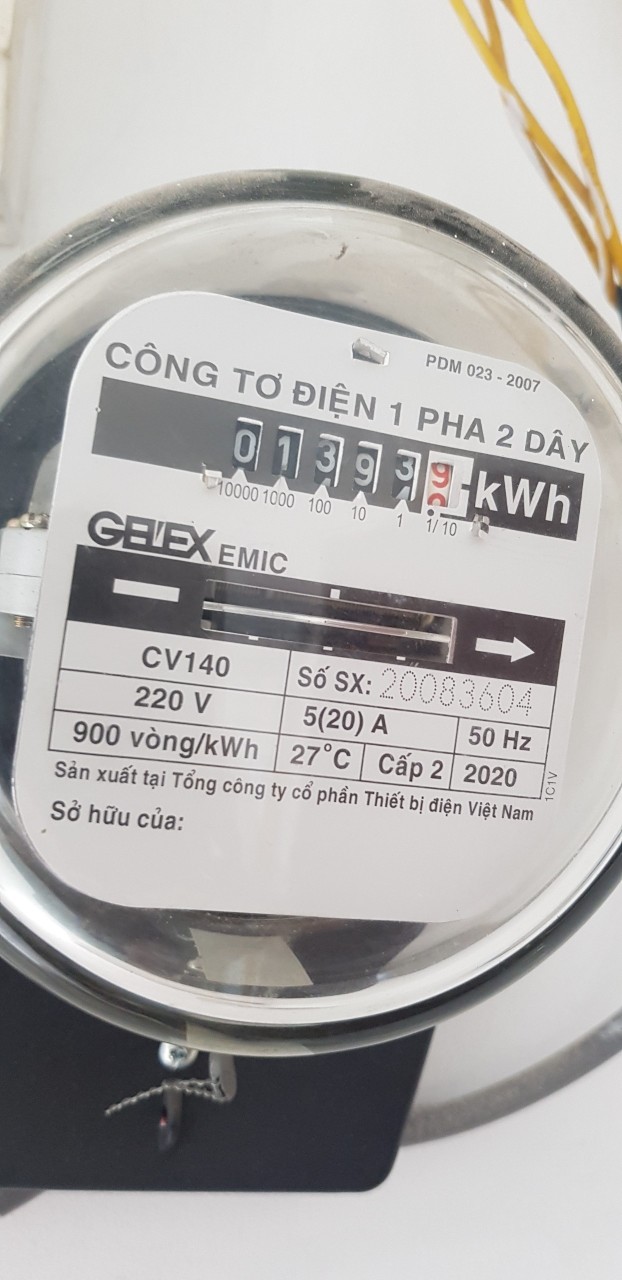 PDM 023 - 2007
CÔNG TƠ ĐIỆN 1 PHA 2 DÂY
0 1 3 9 3 9 kWh
10000 1000 100 10 1 1/10
GELEX EMIC
CV140 Số SX: 20083604
220 V 5(20) A 50 Hz
900 vòng/kWh 27°C Cấp 2 2020
1C1V
Sản xuất tại Tổng công ty cổ phần Thiết bị điện Việt Nam
Sở hữu của: